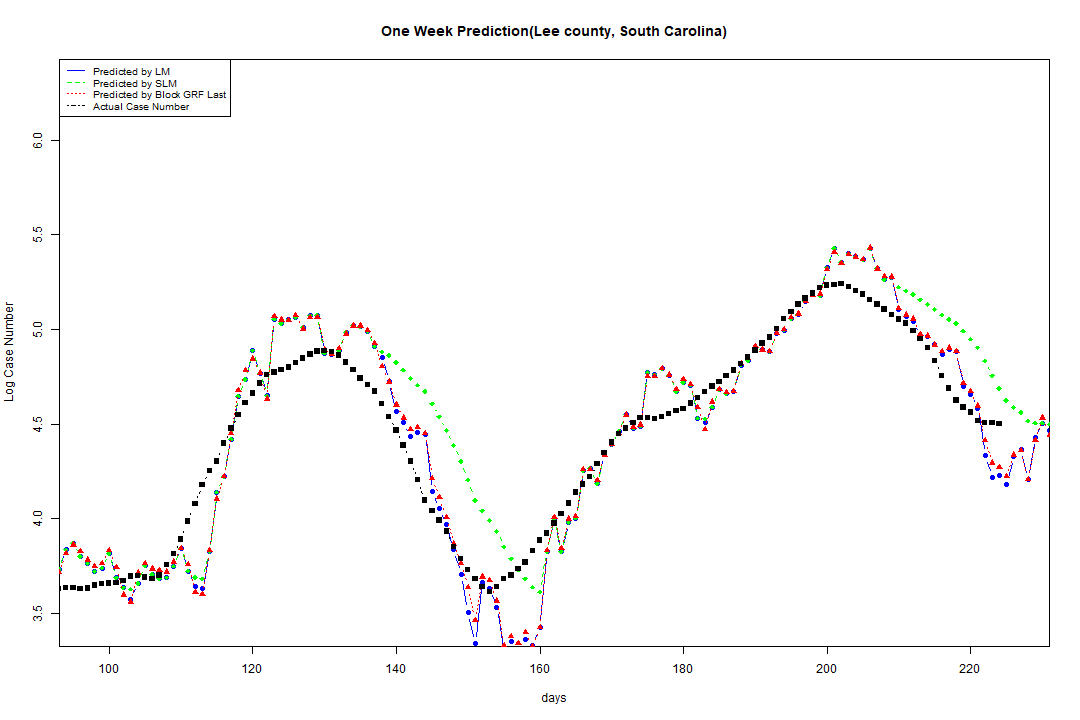 One Week Prediction(Lee county, South Carolina)
Predicted by LM
Predicted by SLM
Predicted by Block GRF Last
Actual Case Number
6.0
5.5
5.0
4.5
4.0
3.5
Log Case Number
100 120 140 160 180 200 220
days